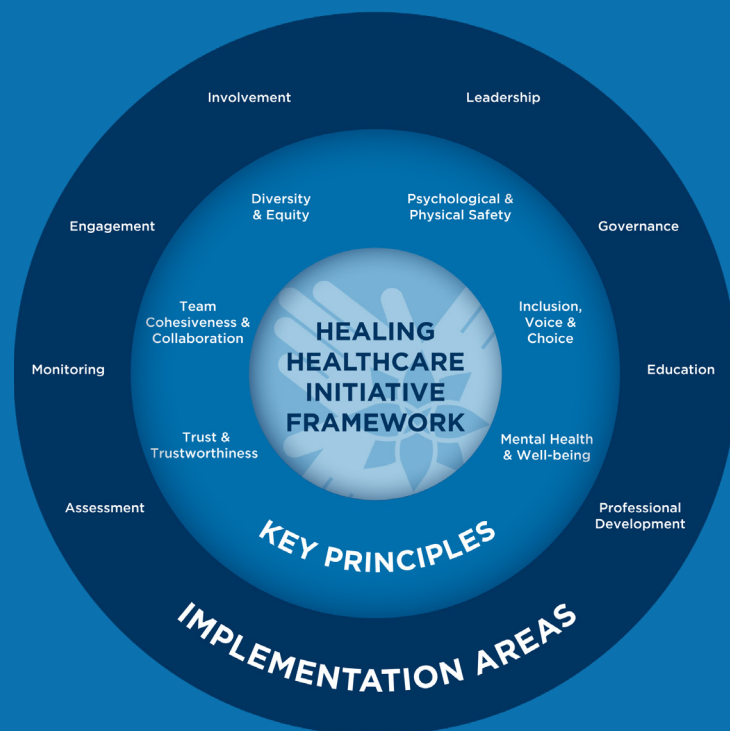 Involvement
Leadership
Diversity
& Equity
Psychological &
Physical Safety
Engagement
Governance
Team
Cohesiveness &
Collaboration
Inclusion,
Voice &
Choice
HEALING
HEALTHCARE
INITIATIVE
FRAMEWORK
Monitoring
Education
Trust &
Trustworthiness
Mental Health
& Well-being
Assessment
Professional
Development
KEY PRINCIPLES
IMPLEMENTATION AREAS